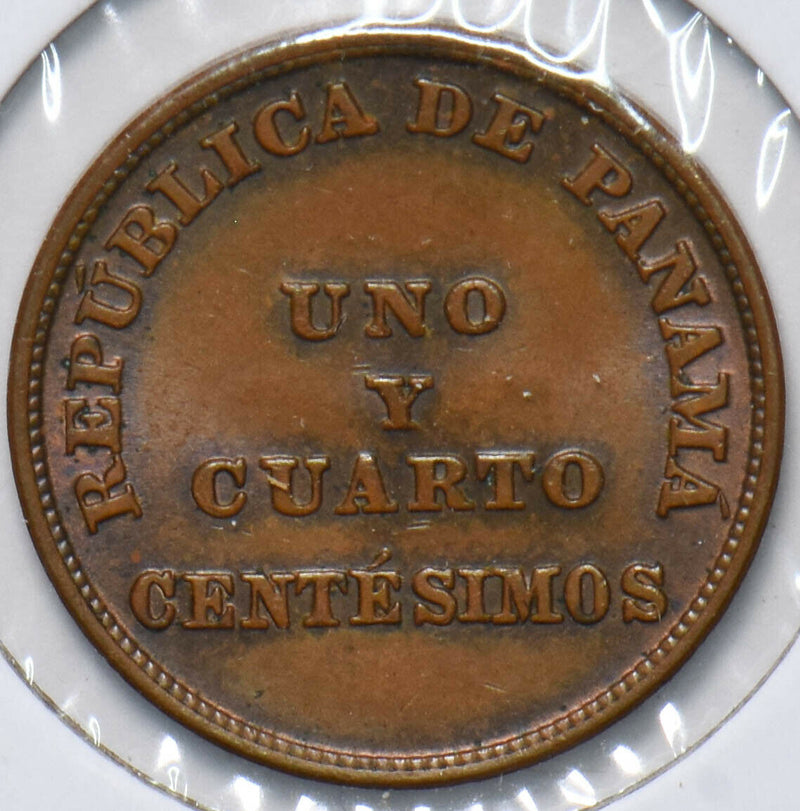 REPÚBLICA DE PANAMÁ
UNO
Y
CUARTO
CENTÉSIMOS